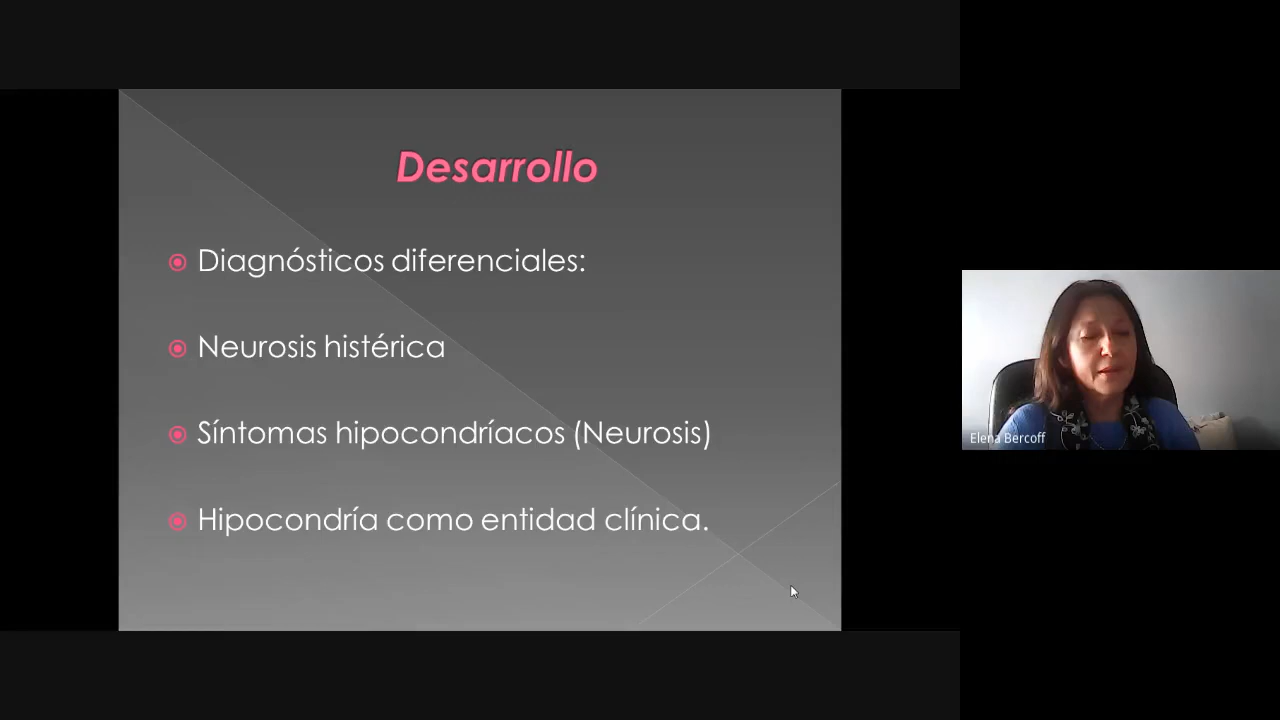 Desarrollo
Diagnósticos diferenciales:
Neurosis histérica
Síntomas hipocondríacos (Neurosis)
Hipocondría como entidad clínica.
Elena Bercoff